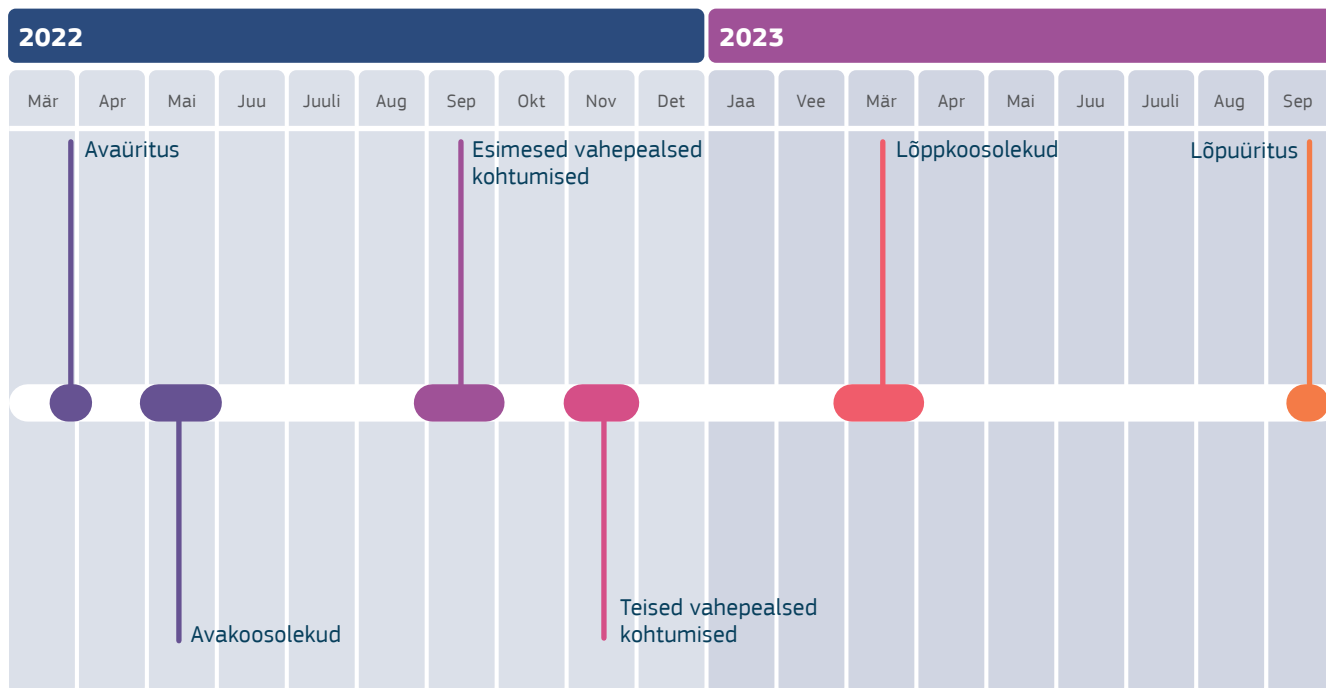 2022
2023
Mär Apr Mai Juu Juuli Aug Sep Okt Nov Det Jaa Vee Mär Apr Mai Juu Juuli Aug Sep
Avaüritus
Esimesed vahepealsed
kohtumised
Lõppkoosolekud
Lõpuüritus
Avakoosolekud
Teised vahepealsed
kohtumised